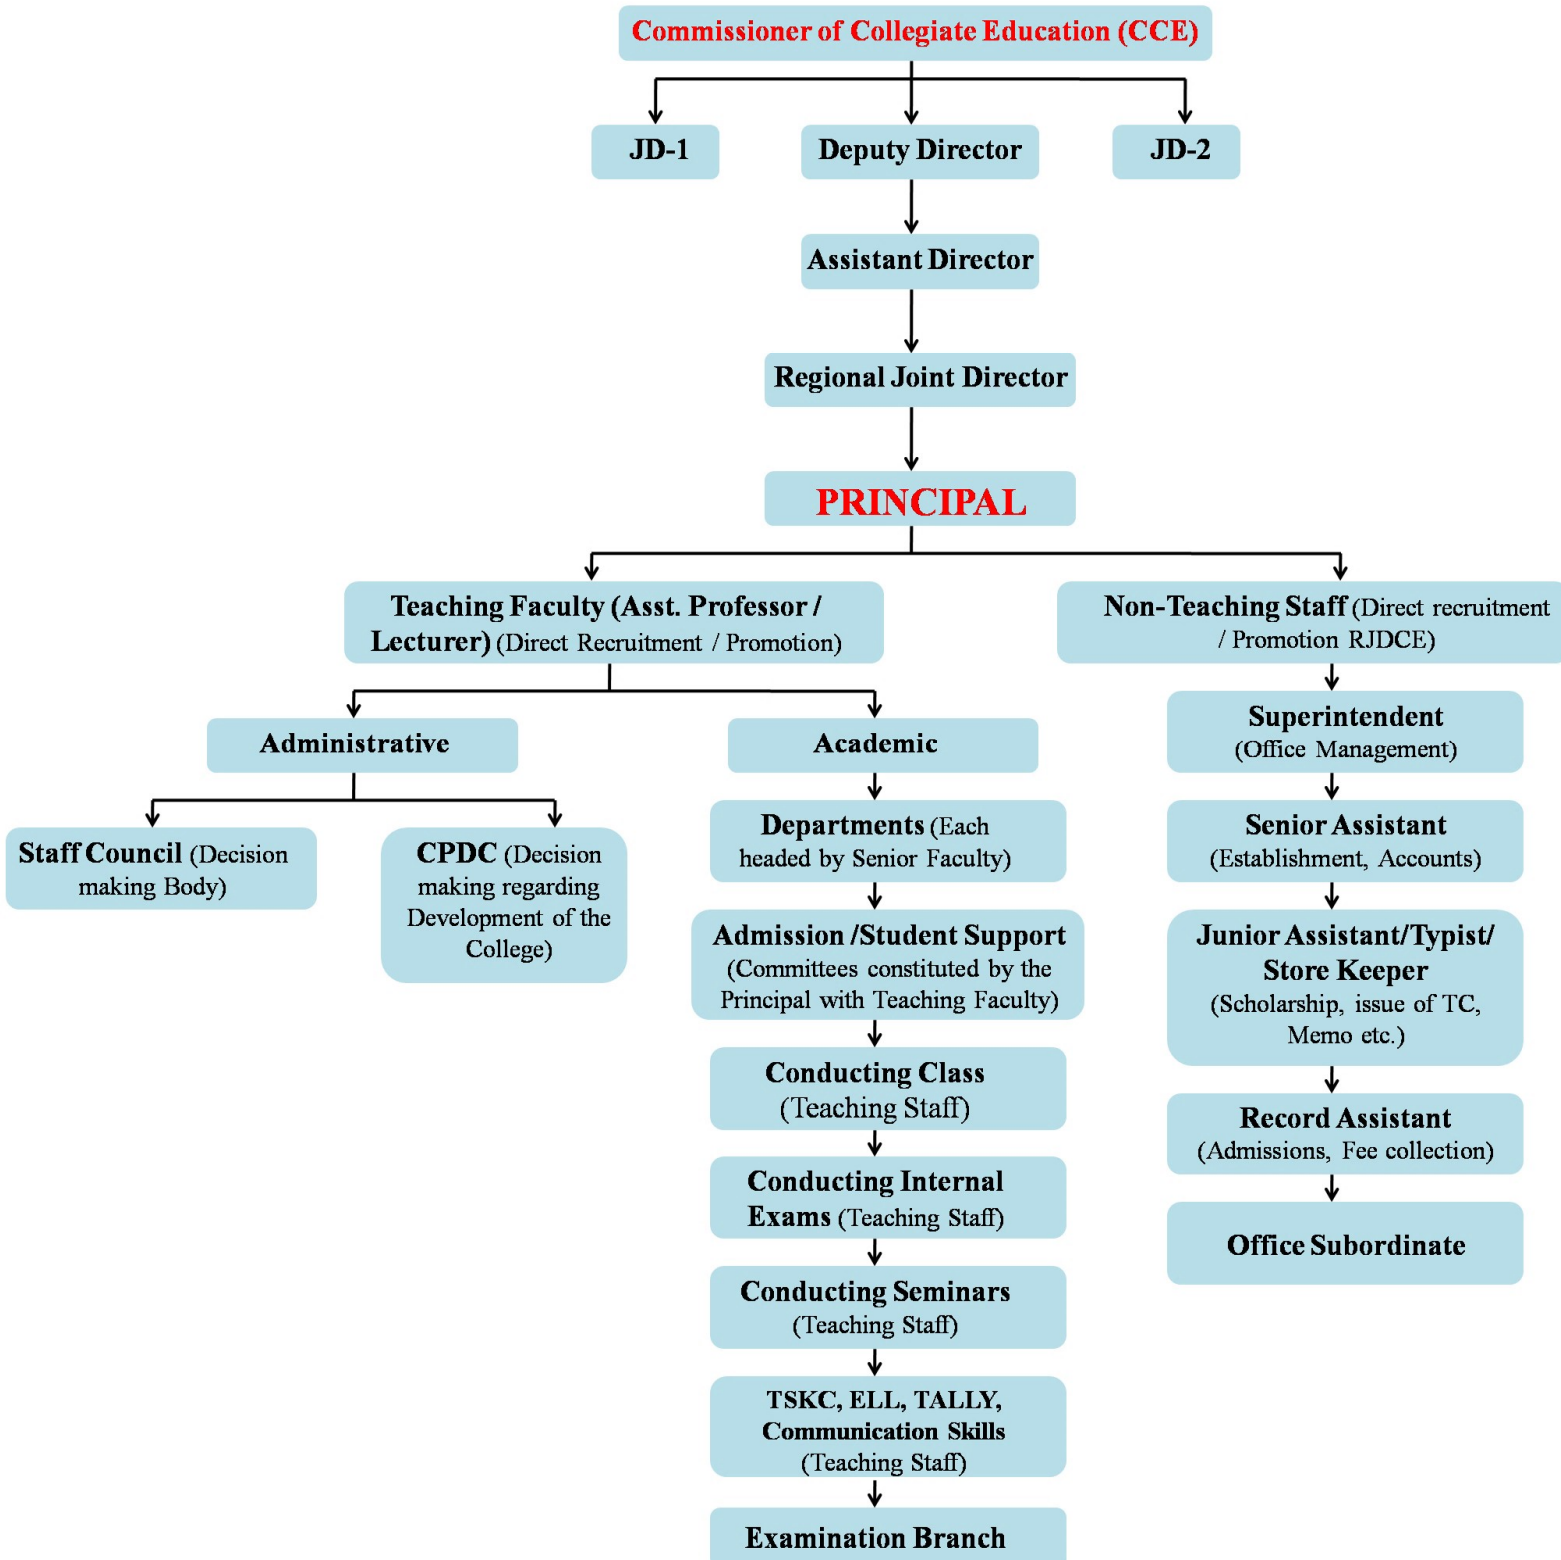 Commissioner of Collegiate Education (CCE)
JD-1
Deputy Director
JD-2
Assistant Director
Regional Joint Director
PRINCIPAL
Teaching Faculty (Asst. Professor /
Lecturer) (Direct Recruitment / Promotion)
Non-Teaching Staff (Direct recruitment
/ Promotion RJDCE)
Administrative
Staff Council (Decision
making Body)
CPDC (Decision
making regarding
Development of the
College)
Academic
Departments (Each
headed by Senior Faculty)
Admission /Student Support
(Committees constituted by the
Principal with Teaching Faculty)
Conducting Class
(Teaching Staff)
Conducting Internal
Exams (Teaching Staff)
Conducting Seminars
(Teaching Staff)
TSKC, ELL, TALLY,
Communication Skills
(Teaching Staff)
Examination Branch
Superintendent
(Office Management)
Senior Assistant
(Establishment, Accounts)
Junior Assistant/Typist/
Store Keeper
(Scholarship, issue of TC,
Memo etc.)
Record Assistant
(Admissions, Fee collection)
Office Subordinate